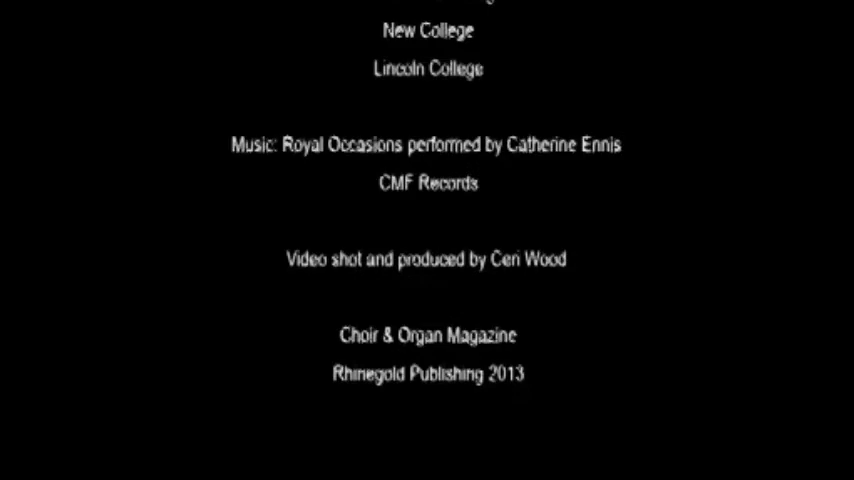 New College
Lincoln College
Music: Royal Occasions performed by Catherine Ennis
CMF Records
Video shot and produced by Ceri Wood
Choir & Organ Magazine
Rhinegold Publishing 2013